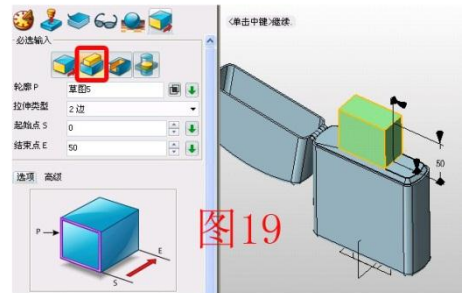 <单击中键>继续.
必选输入
轮廓 P 草图5
拉伸类型 2 边
起始点 S 0
结束点 E 50
选项 高级
P
E
S
50
图19